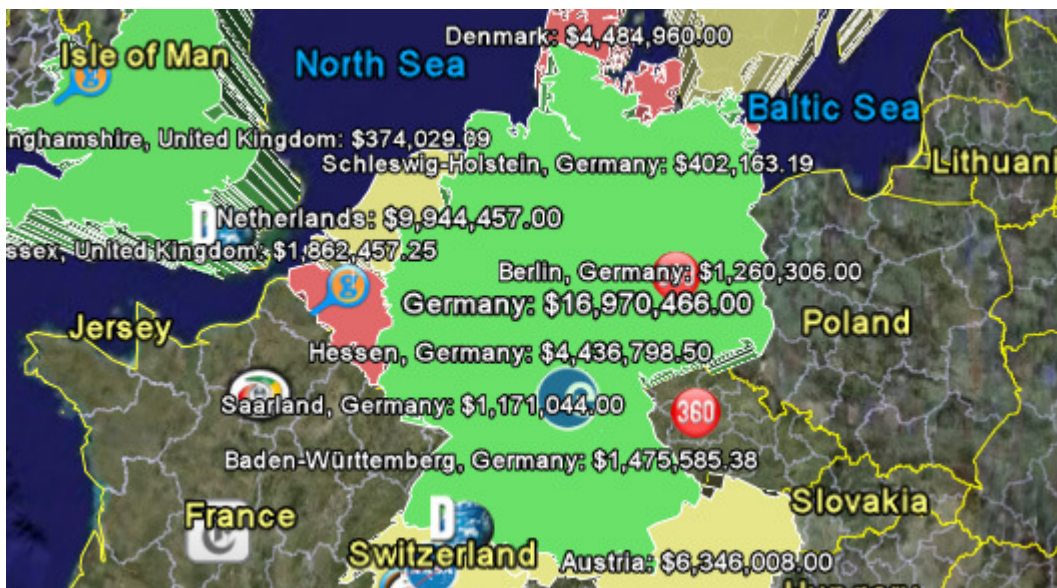 Denmark: $4,484,960.00
Isle of Man
North Sea
Baltic Sea
inghamshire, United Kingdom: $374,029.69
Schleswig-Holstein, Germany: $402,163.19
Lithuani
Netherlands: $9,944,457.00
ssex, United Kingdom: $1,862,457.25
Berlin, Germany: $1,260,306.00
Germany: $16,970,466.00
Jersey
Poland
Hessen, Germany: $4,436,798.50
Saarland, Germany: $1,171,044.00
360
Baden-Württemberg, Germany: $1,475,585.38
Slovakia
France
D
Switzerland
Austria: $6,346,008.00